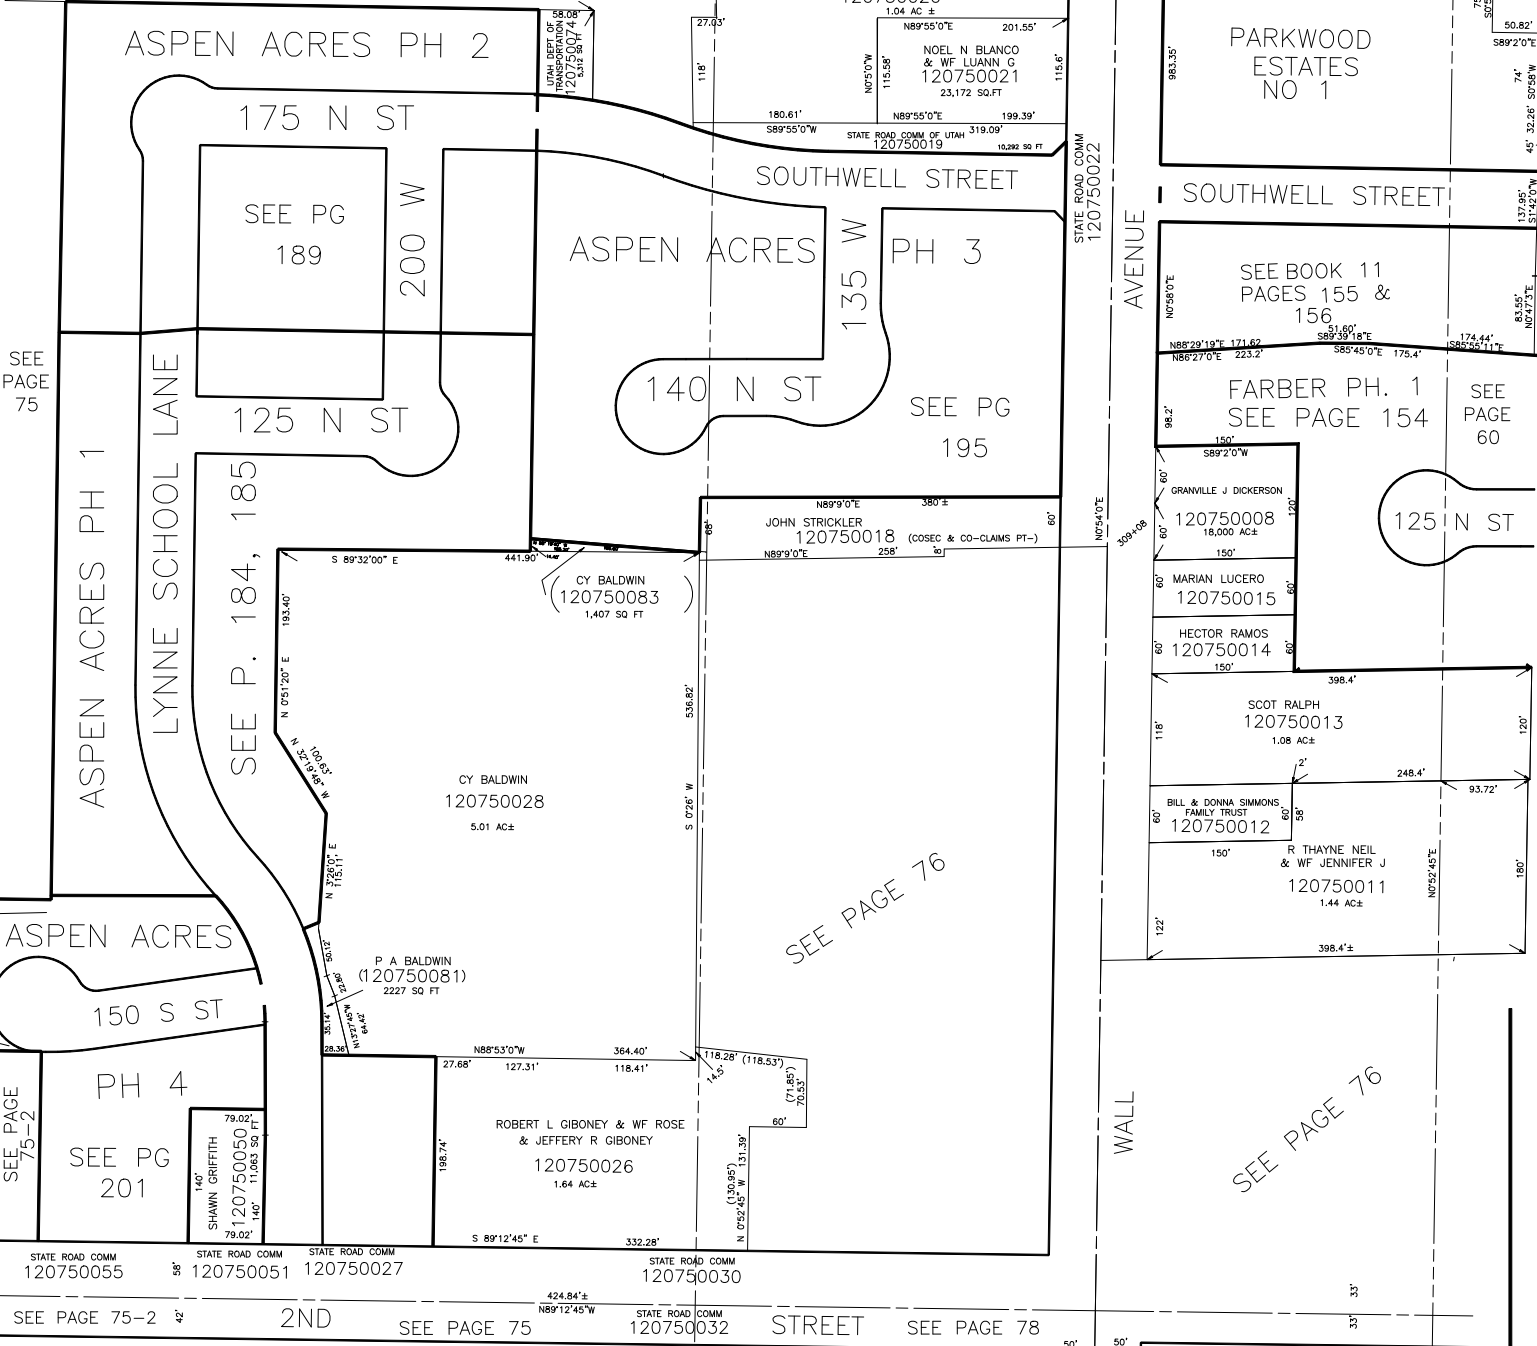 ASPEN ACRES PH 2
58.08'
UTAH DEPT OF
TRANSPORTATION
120750074
5,312 SQ FT
27.03'
118'
1.04 AC ±
N89°55'0"E 201.55'
NOEL N BLANCO
& WF LUANN G
120750021
23,172 SQ.FT
N0°5'0"W
115.58'
115.6'
180.61'
S89°55'0"W
N89°55'0"E 199.39'
STATE ROAD COMM OF UTAH 319.09'
120750019
10,292 SQ FT
983.35'
PARKWOOD
ESTATES
NO 1
50.82'
S89°2'0"E
74'
S0°58'W
32.26'
45'
175 N ST
SEE PG
189
200 W
SOUTHWELL STREET
STATE ROAD COMM
120750022
SOUTHWELL STREET
137.95'
S1°42'0"W
ASPEN ACRES PH 3
135 W
AVENUE
N0°58'0"E
SEE BOOK 11
PAGES 155 &
156
83.55'
N0°47'3"E
51.60'
S89°39'18"E
174.44'
S85°55'11"E
N88°29'19"E 171.62
N86°27'0"E 223.2'
S85°45'0"E 175.4'
SEE
PAGE
75
125 N ST
140 N ST
SEE PG
195
98.2'
FARBER PH. 1
SEE PAGE 154
SEE
PAGE
60
ASPEN ACRES PH 1
LYNNE SCHOOL LANE
SEE P. 184, 185
150'
S89°2'0"W
60'
GRANVILLE J DICKERSON
120750008
18,000 AC±
120'
60'
150'
125 N ST
N89°9'0"E 380'±
68'
JOHN STRICKLER
120750018 (COSEC & CO-CLAIMS PT-)
60'
N89°9'0"E 258' 8'
N0°54'0"E
309+08
S 89°32'00" E
441.90'
CY BALDWIN
(120750083)
1,407 SQ FT
MARIAN LUCERO
120750015
60'
60'
HECTOR RAMOS
120750014
60'
60'
150'
193.40'
N 0°51'20" E
536.82'
S 0°26' W
398.4'
SCOT RALPH
120750013
1.08 AC±
118'
120'
2'
248.4'
93.72'
100.63'
N 32°19'48" W
CY BALDWIN
120750028
5.01 AC±
BILL & DONNA SIMMONS
FAMILY TRUST
120750012
60'
60'
58'
150'
R THAYNE NEIL
& WF JENNIFER J
120750011
1.44 AC±
N0°52'45"E
180'
122'
398.4'±
N 3°26'0" E
115.11'
SEE PAGE 76
ASPEN ACRES
50.12'
22.80'
P A BALDWIN
(120750081)
2227 SQ FT
35.14'
N13°27'45"W
64.42'
28.36'
150 S ST
N88°53'0"W 364.40'
27.68' 127.31' 118.41'
118.28' (118.53')
14.5'
(71.85')
70.53'
60'
PH 4
SEE PAGE
75-2
SEE PG
201
79.02'
140'
SHAWN GRIFFITH
120750050
11,063 SQ FT
140'
79.02'
198.74'
ROBERT L GIBONEY & WF ROSE
& JEFFERY R GIBONEY
120750026
1.64 AC±
N 0°52'45" W 131.39'
(130.95')
WALL
SEE PAGE 76
S 89°12'45" E 332.28'
STATE ROAD COMM
120750055
58'
STATE ROAD COMM
120750051
STATE ROAD COMM
120750027
STATE ROAD COMM
120750030
424.84'±
N89°12'45"W
33'
33'
SEE PAGE 75-2
42'
2ND
SEE PAGE 75
STATE ROAD COMM
120750032
STREET
SEE PAGE 78
50'
50'